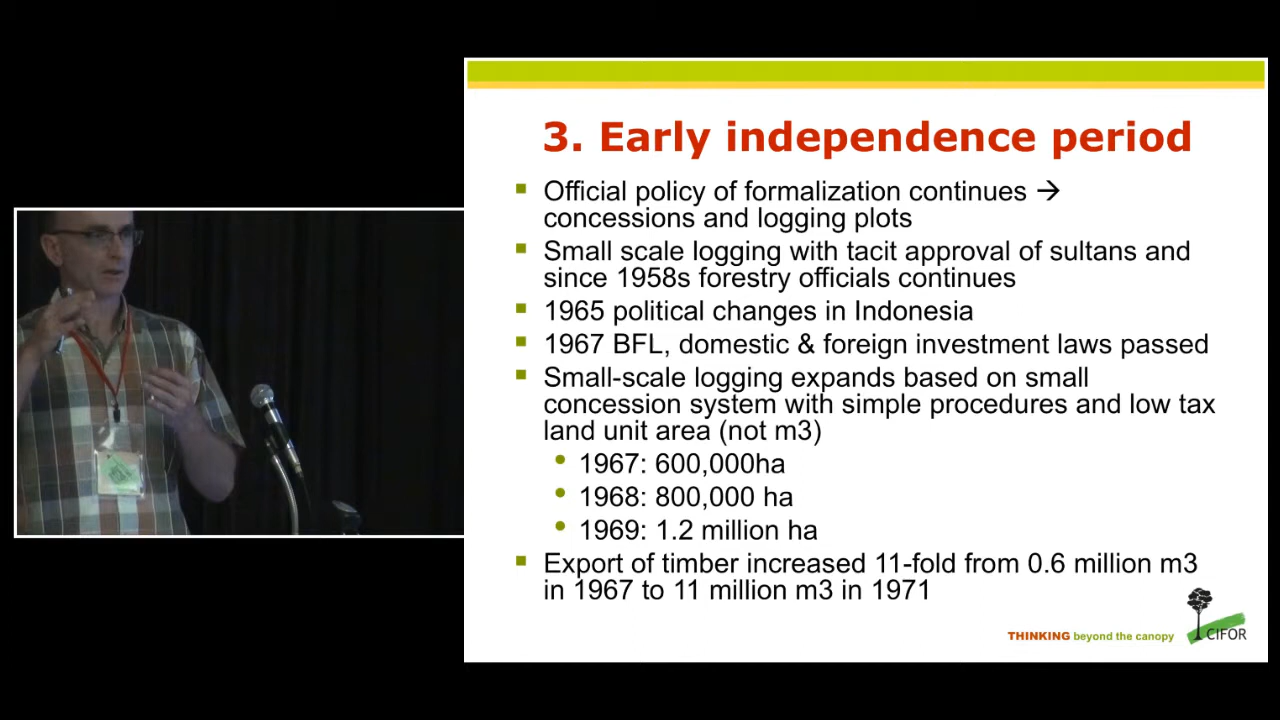 3. Early independence period
Official policy of formalization continues →
concessions and logging plots
Small scale logging with tacit approval of sultans and
since 1958s forestry officials continues
1965 political changes in Indonesia
1967 BFL, domestic & foreign investment laws passed
Small-scale logging expands based on small
concession system with simple procedures and low tax
land unit area (not m3)
1967: 600,000ha
1968: 800,000 ha
1969: 1.2 million ha
Export of timber increased 11-fold from 0.6 million m3
in 1967 to 11 million m3 in 1971
THINKING beyond the canopy
CIFOR